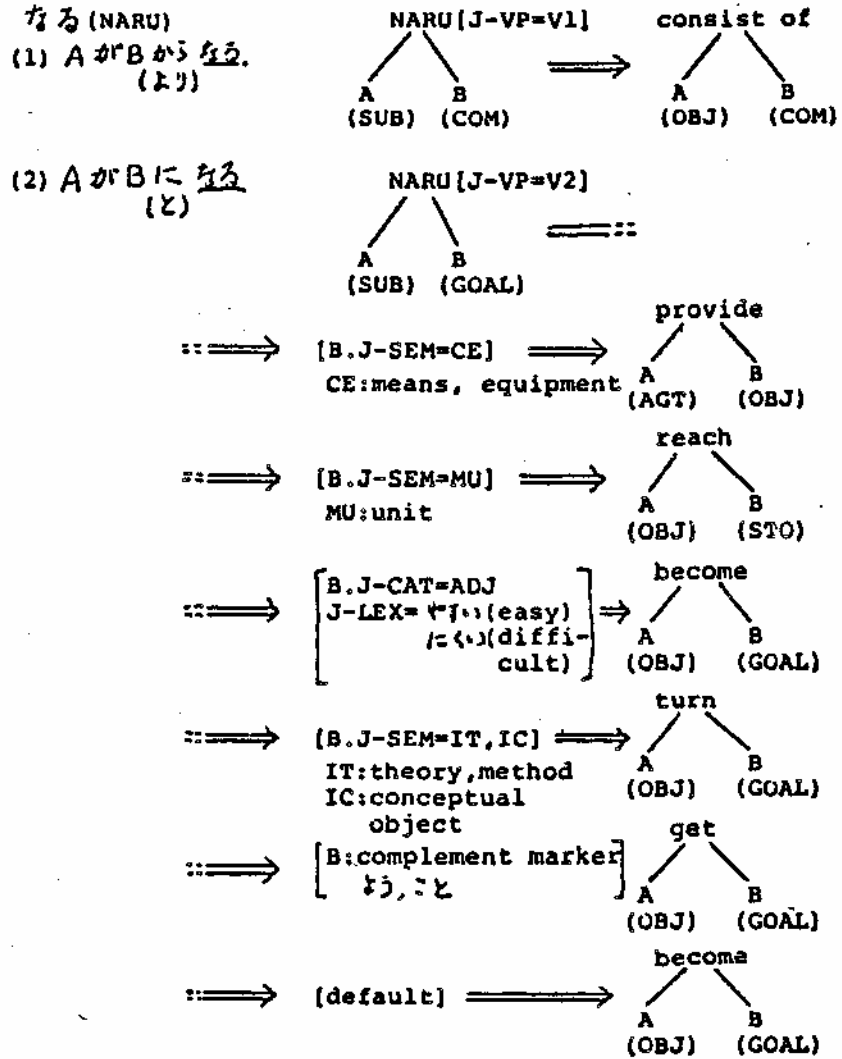 なる (NARU)
NARU[J-VP=V1]
consist of
(1) AがBからなる.
(より)
A B
(SUB) (COM)
A B
(OBJ) (COM)
(2) AがBになる
(と)
NARU[J-VP=V2]
A B
(SUB) (GOAL)
provide
[B.J-SEM=CE]
CE:means, equipment
A B
(AGT) (OBJ)
reach
[B.J-SEM=MU]
MU:unit
A B
(OBJ) (STO)
become
B.J-CAT=ADJ
J-LEX=やすい(easy)
にくい(diffi-
cult)
A B
(OBJ) (GOAL)
turn
[B.J-SEM=IT,IC]
IT:theory,method
IC:conceptual
object
A B
(OBJ) (GOAL)
get
[B:complement marker
よう,こと]
A B
(OBJ) (GOAL)
become
[default]
A B
(OBJ) (GOAL)